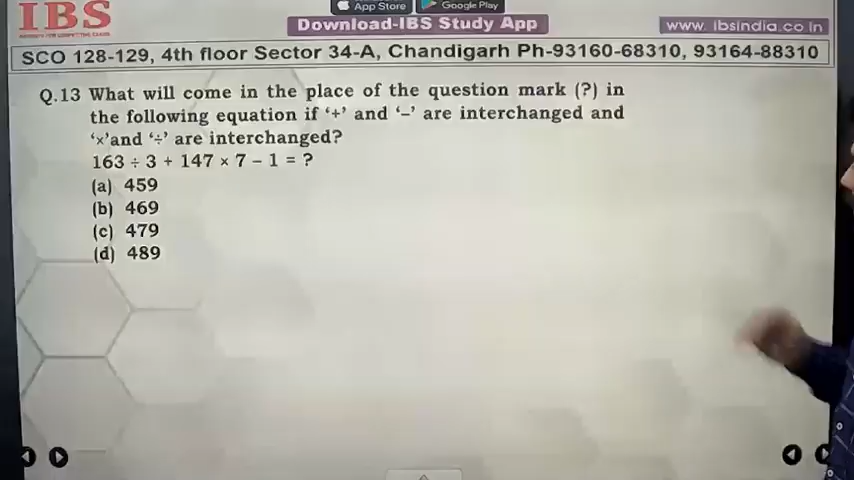 IBS
App Store
Google Play
Download-IBS Study App
www. ibsindia.co.in
SCO 128-129, 4th floor Sector 34-A, Chandigarh Ph-93160-68310, 93164-88310
Q.13 What will come in the place of the question mark (?) in
the following equation if ‘+’ and ‘–’ are interchanged and
‘×’and ‘÷’ are interchanged?
163 ÷ 3 + 147 × 7 – 1 = ?
(a) 459
(b) 469
(c) 479
(d) 489